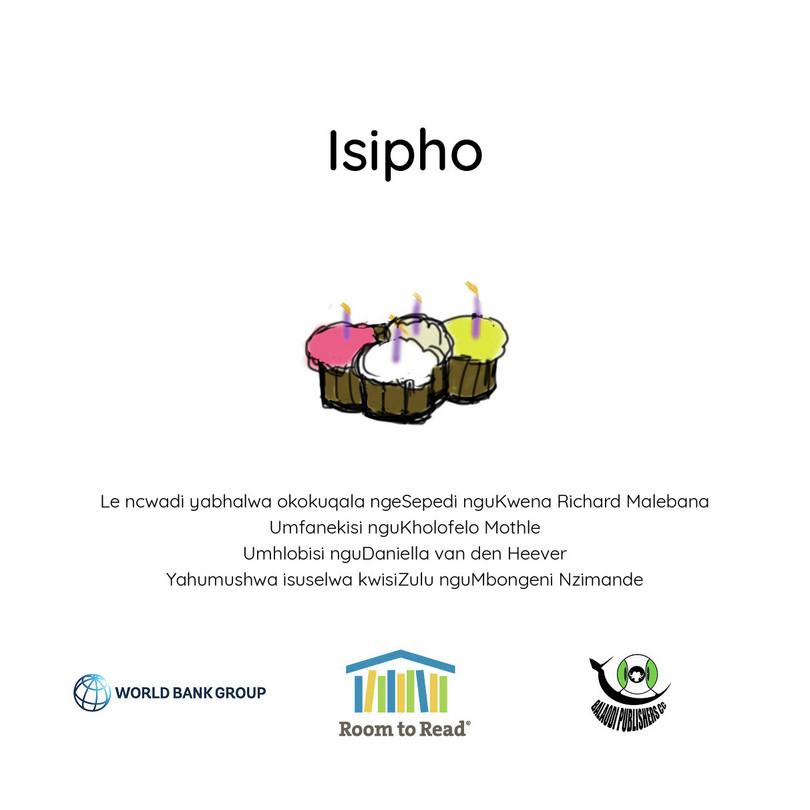 Isipho
Le ncwadi yabhalwa okokuqala ngeSepedi nguKwena Richard Malebana
Umfanekisi nguKholofelo Mothle
Umhlobisi nguDaniella van den Heever
Yahumushwa isuselwa kwisiZulu nguMbongeni Nzimande
WORLD BANK GROUP
Room to Read®
BALAODI PUBLISHERS CC